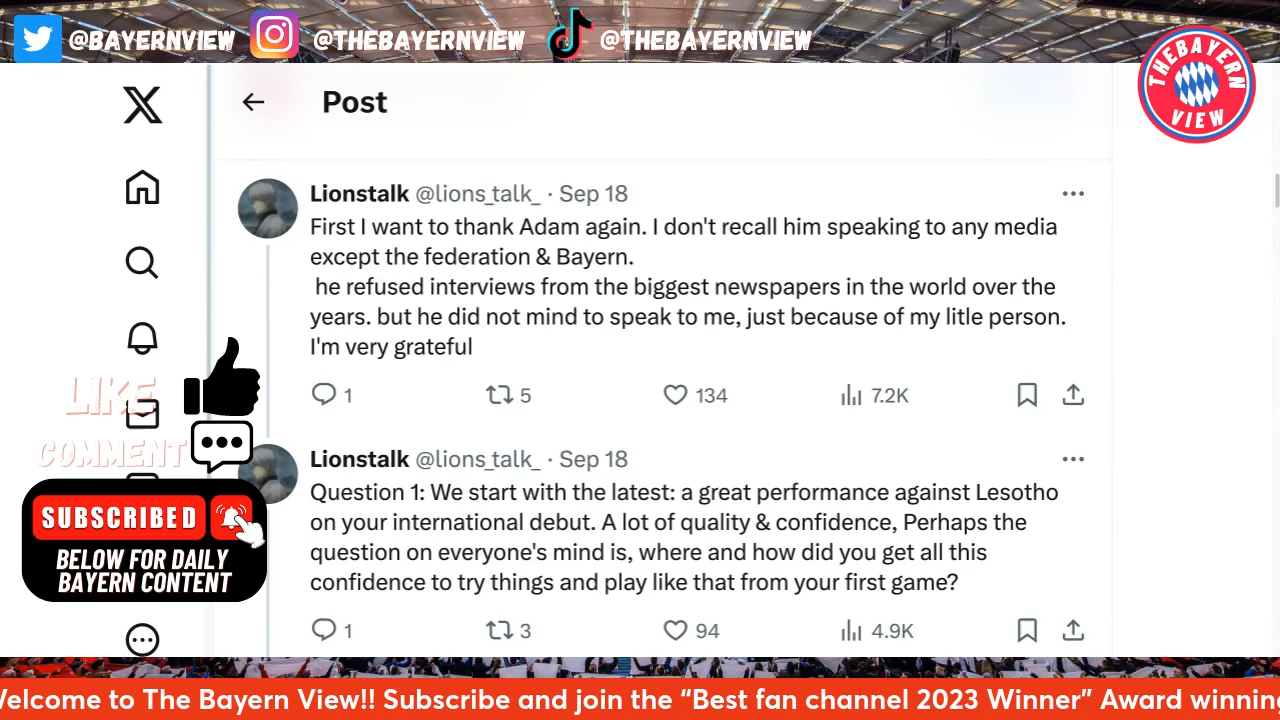 @BAYERNVIEW @THEBAYERNVIEW @THEBAYERNVIEW
THEBAYERN
VIEW
Post
Lionstalk @lions_talk_ · Sep 18
First I want to thank Adam again. I don't recall him speaking to any media
except the federation & Bayern.
he refused interviews from the biggest newspapers in the world over the
years. but he did not mind to speak to me, just because of my litle person.
I'm very grateful
1 5 134 7.2K
LIKE
COMMENT
Lionstalk @lions_talk_ · Sep 18
Question 1: We start with the latest: a great performance against Lesotho
on your international debut. A lot of quality & confidence, Perhaps the
question on everyone's mind is, where and how did you get all this
confidence to try things and play like that from your first game?
1 3 94 4.9K
SUBSCRIBED
BELOW FOR DAILY
BAYERN CONTENT
Welcome to The Bayern View!! Subscribe and join the “Best fan channel 2023 Winner” Award winning